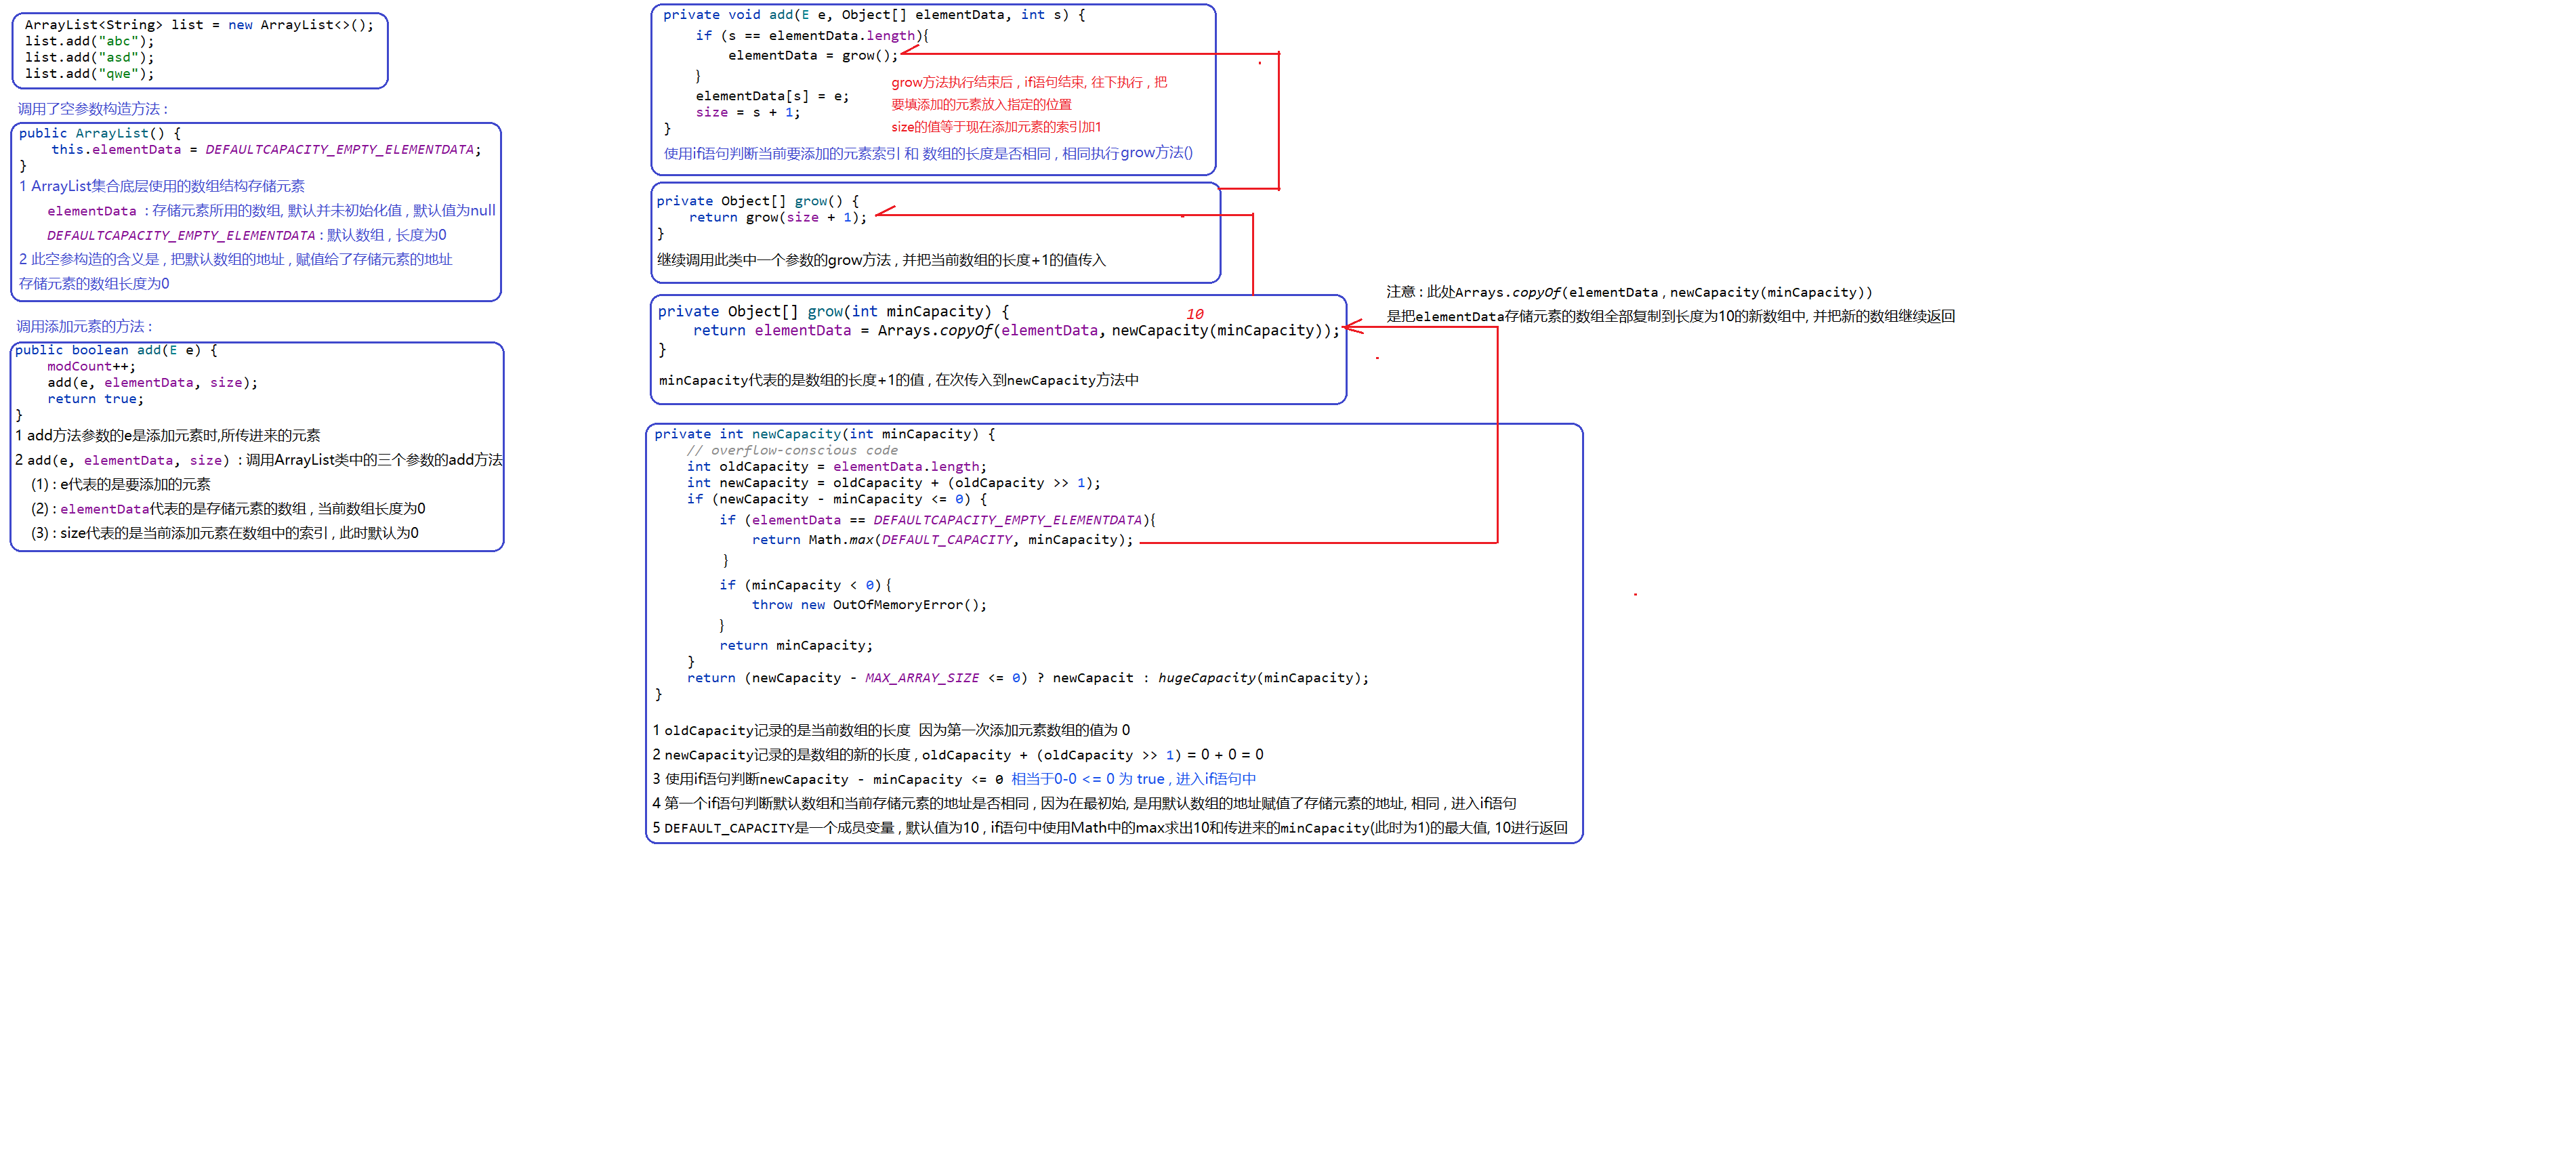 ArrayList<String> list = new ArrayList<>();
list.add("abc");
list.add("asd");
list.add("qwe");
调用了空参数构造方法 :
public ArrayList() {
this.elementData = DEFAULTCAPACITY_EMPTY_ELEMENTDATA;
}
1 ArrayList集合底层使用的数组结构存储元素
elementData : 存储元素所用的数组, 默认并未初始化值 , 默认值为null
DEFAULTCAPACITY_EMPTY_ELEMENTDATA : 默认数组 , 长度为0
2 此空参构造的含义是 , 把默认数组的地址 , 赋值给了存储元素的地址
存储元素的数组长度为0
调用添加元素的方法 :
public boolean add(E e) {
modCount++;
add(e, elementData, size);
return true;
}
1 add方法参数的e是添加元素时,所传进来的元素
2 add(e, elementData, size) : 调用ArrayList类中的三个参数的add方法
(1) : e代表的是要添加的元素
(2) : elementData代表的是存储元素的数组 , 当前数组长度为0
(3) : size代表的是当前添加元素在数组中的索引 , 此时默认为0
private void add(E e, Object[] elementData, int s) {
if (s == elementData.length){
elementData = grow();
}
elementData[s] = e;
size = s + 1;
}
grow方法执行结束后 , if语句结束, 往下执行 , 把
要填添加的元素放入指定的位置
size的值等于现在添加元素的索引加1
使用if语句判断当前要添加的元素索引 和 数组的长度是否相同 , 相同执行grow方法()
private Object[] grow() {
return grow(size + 1);
}
继续调用此类中一个参数的grow方法 , 并把当前数组的长度+1的值传入
private Object[] grow(int minCapacity) {
10
return elementData = Arrays.copyOf(elementData, newCapacity(minCapacity));
}
minCapacity代表的是数组的长度+1的值 , 在次传入到newCapacity方法中
注意 : 此处Arrays.copyOf(elementData , newCapacity(minCapacity))
是把elementData存储元素的数组全部复制到长度为10的新数组中, 并把新的数组继续返回
private int newCapacity(int minCapacity) {
// overflow-conscious code
int oldCapacity = elementData.length;
int newCapacity = oldCapacity + (oldCapacity >> 1);
if (newCapacity - minCapacity <= 0) {
if (elementData == DEFAULTCAPACITY_EMPTY_ELEMENTDATA){
return Math.max(DEFAULT_CAPACITY, minCapacity);
}
if (minCapacity < 0){
throw new OutOfMemoryError();
}
return minCapacity;
}
return (newCapacity - MAX_ARRAY_SIZE <= 0) ? newCapacit : hugeCapacity(minCapacity);
}
1 oldCapacity记录的是当前数组的长度 因为第一次添加元素数组的值为 0
2 newCapacity记录的是数组的新的长度 , oldCapacity + (oldCapacity >> 1) = 0 + 0 = 0
3 使用if语句判断newCapacity - minCapacity <= 0 相当于0-0 <= 0 为 true , 进入if语句中
4 第一个if语句判断默认数组和当前存储元素的地址是否相同 , 因为在最初始, 是用默认数组的地址赋值了存储元素的地址, 相同 , 进入if语句
5 DEFAULT_CAPACITY是一个成员变量 , 默认值为10 , if语句中使用Math中的max求出10和传进来的minCapacity(此时为1)的最大值, 10进行返回